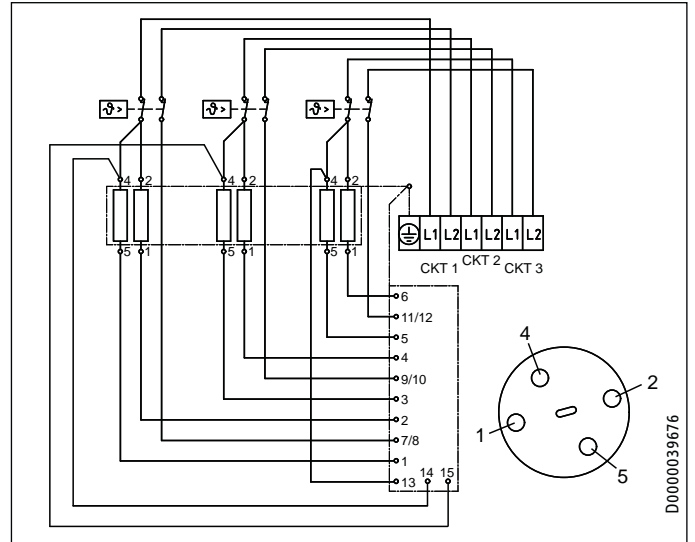 ϑ>
ϑ>
ϑ>
4 2 4 2 4 2
5 1 5 1 5 1
L1 L2 L1 L2 L1 L2
CKT 1 CKT 2 CKT 3
6
11/12
5
4
9/10
3
2
7/8
1
13 14 15
4
2
1
5
D0000039676